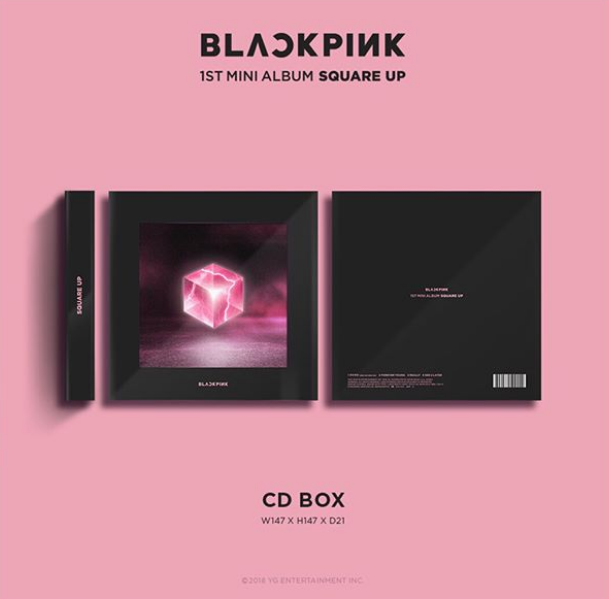 BLACKPINK
1ST MINI ALBUM SQUARE UP
SQUARE UP
BLACKPINK
BLACKPINK
1ST MINI ALBUM SQUARE UP
CD BOX
W147 X H147 X D21
©2018 YG ENTERTAINMENT INC.